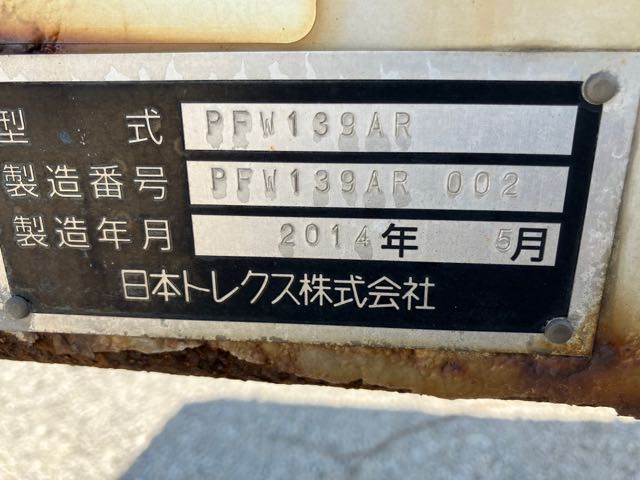 型式 PFW139AR
製造番号 PFW139AR 002
製造年月 2014年 5月
日本トレクス株式会社